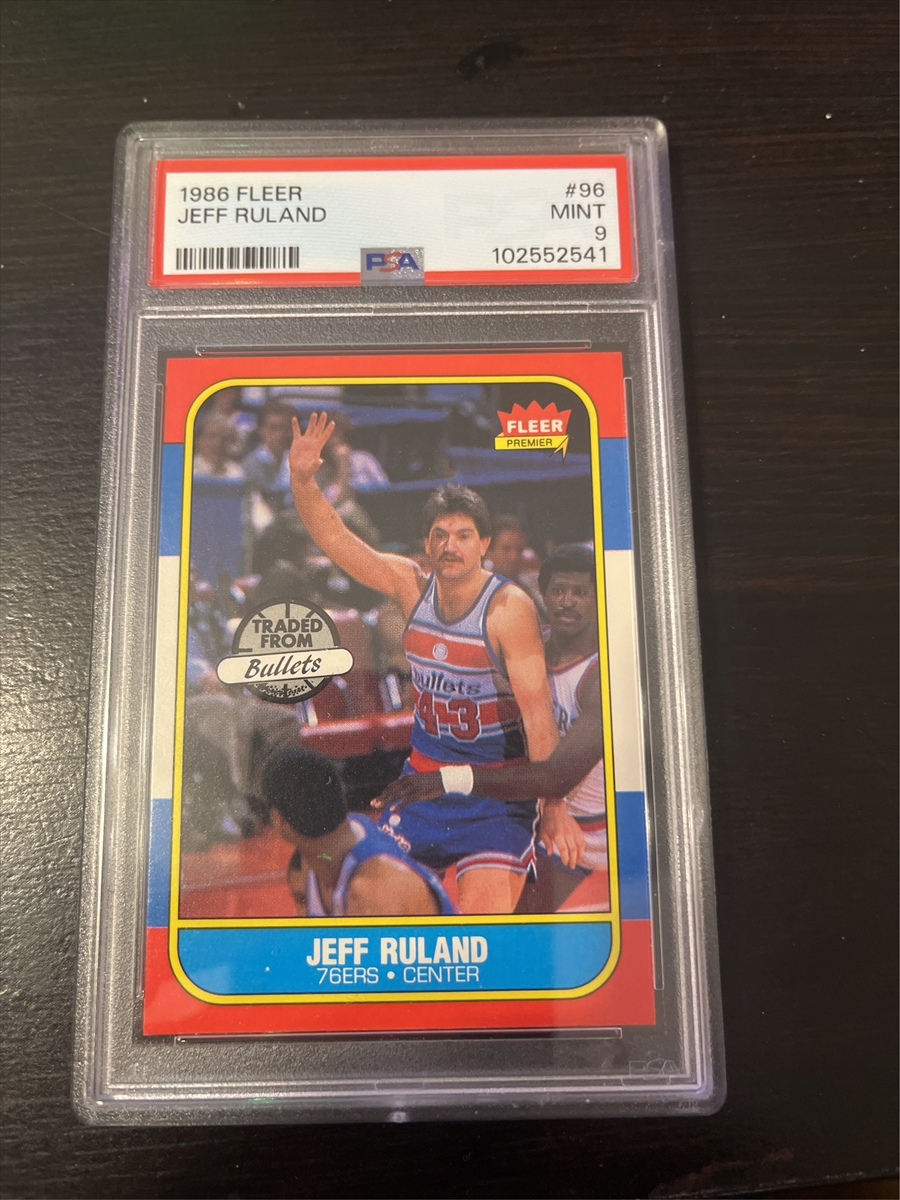 1986 FLEER #96
JEFF RULAND MINT
9
PSA 102552541
FLEER
PREMIER
TRADED
FROM
Bullets
bullets
43
JEFF RULAND
76ERS • CENTER
PSA